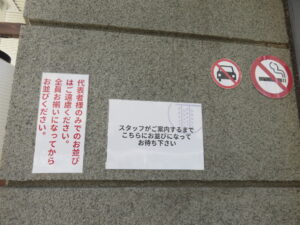 代表者様のみでのお並び
はご遠慮ください。
全員お揃いになってから
お並びください。
スタッフがご案内するまで
こちらにお並びになって
お待ち下さい